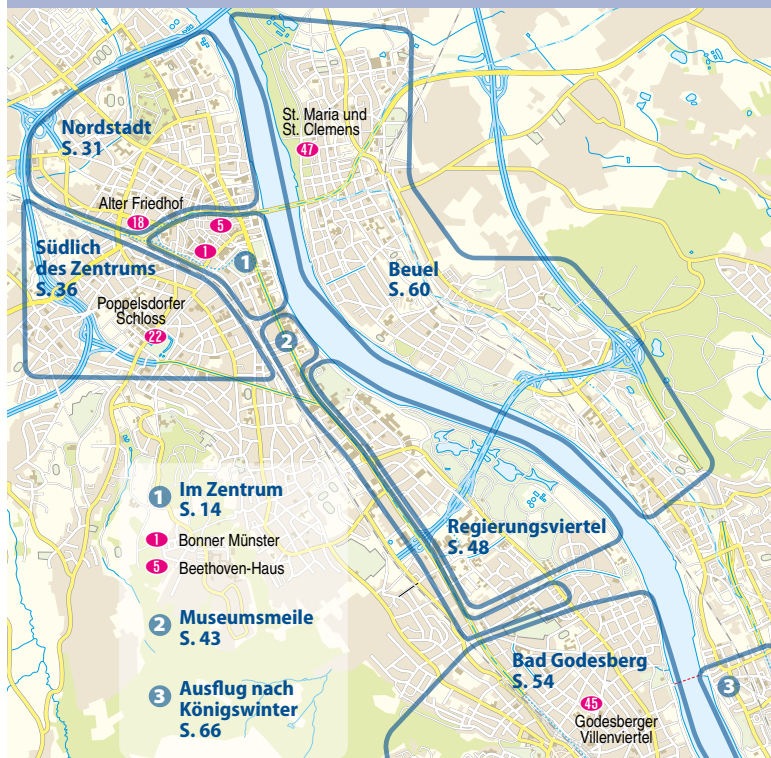 Nordstadt
S. 31
St. Maria und
St. Clemens
47
Alter Friedhof
18
5
1
1
Südlich
des Zentrums
S. 36
Beuel
S. 60
Poppelsdorfer
Schloss
22
2
1 Im Zentrum
S. 14
1 Bonner Münster
5 Beethoven-Haus
2 Museumsmeile
S. 43
3 Ausflug nach
Königswinter
S. 66
Regierungsviertel
S. 48
Bad Godesberg
S. 54
45
Godesberger
Villenviertel
3